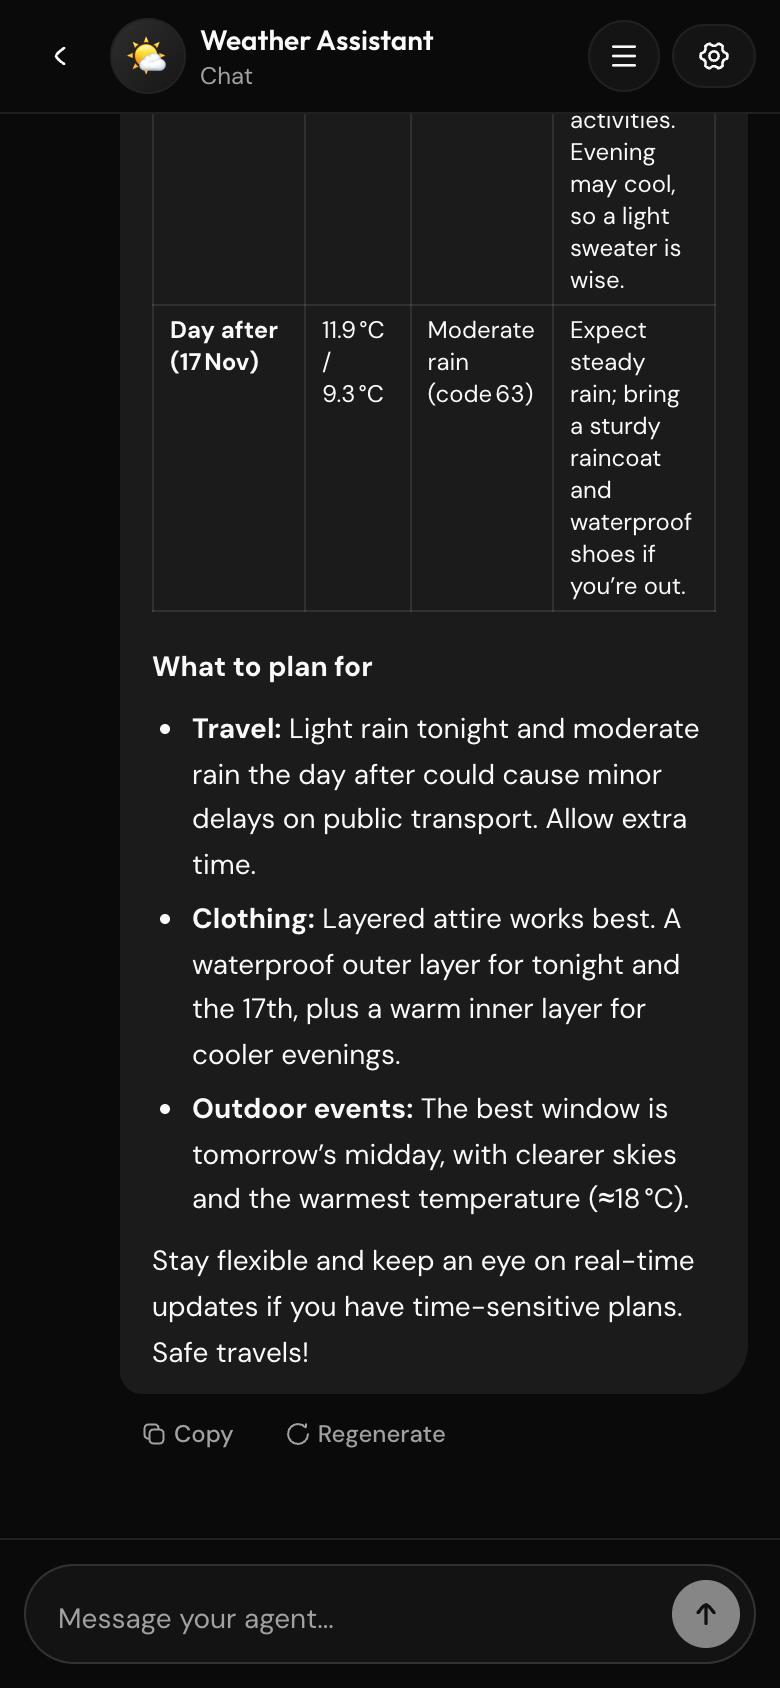 Weather Assistant
Chat
activities.
Evening
may cool,
so a light
sweater is
wise.
Day after
(17 Nov)
11.9 °C
/
9.3 °C
Moderate
rain
(code 63)
Expect
steady
rain; bring
a sturdy
raincoat
and
waterproof
shoes if
you’re out.
What to plan for
• Travel: Light rain tonight and moderate
rain the day after could cause minor
delays on public transport. Allow extra
time.
• Clothing: Layered attire works best. A
waterproof outer layer for tonight and
the 17th, plus a warm inner layer for
cooler evenings.
• Outdoor events: The best window is
tomorrow’s midday, with clearer skies
and the warmest temperature (≈18 °C).
Stay flexible and keep an eye on real-time
updates if you have time-sensitive plans.
Safe travels!
Copy
Regenerate
Message your agent...